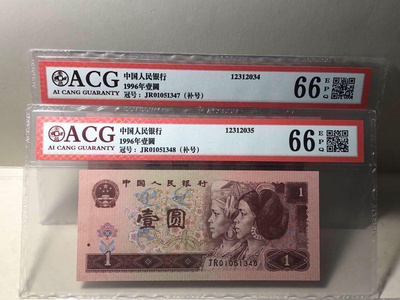 ACG
AI CANG GUARANTY
中国人民银行
1996年壹圆
冠号：JR01051347（补号）
12312034
66 EPQ
ACG
AI CANG GUARANTY
中国人民银行
1996年壹圆
冠号：JR01051348（补号）
12312035
66 EPQ
中国人民银行
1
壹圆
1
JR01051348
1